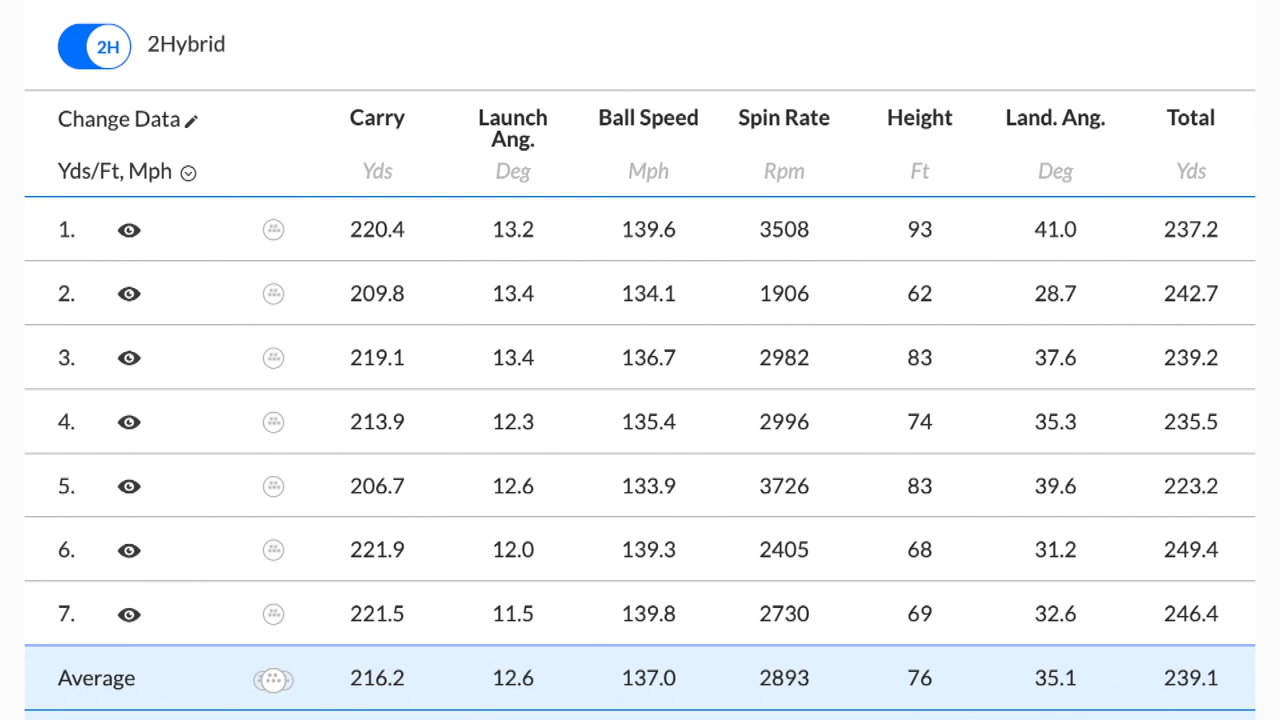 2H 2Hybrid
Change Data Carry Launch Ang. Ball Speed Spin Rate Height Land. Ang. Total
Yds/Ft, Mph Yds Deg Mph Rpm Ft Deg Yds
1. 220.4 13.2 139.6 3508 93 41.0 237.2
2. 209.8 13.4 134.1 1906 62 28.7 242.7
3. 219.1 13.4 136.7 2982 83 37.6 239.2
4. 213.9 12.3 135.4 2996 74 35.3 235.5
5. 206.7 12.6 133.9 3726 83 39.6 223.2
6. 221.9 12.0 139.3 2405 68 31.2 249.4
7. 221.5 11.5 139.8 2730 69 32.6 246.4
Average 216.2 12.6 137.0 2893 76 35.1 239.1